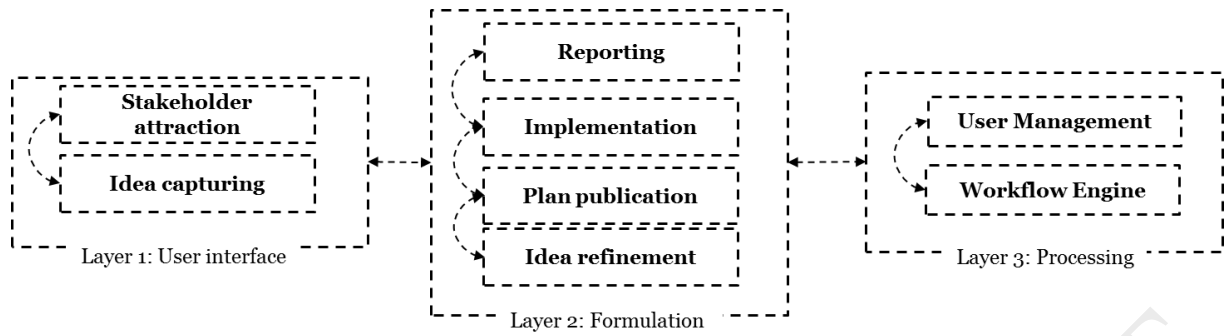 Stakeholder
attraction
Idea capturing
Layer 1: User interface
Reporting
Implementation
Plan publication
Idea refinement
Layer 2: Formulation
User Management
Workflow Engine
Layer 3: Processing